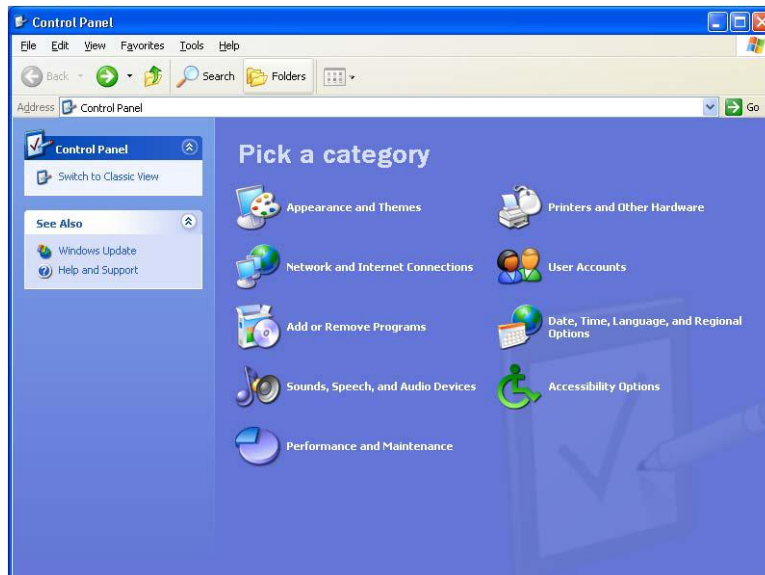 Control Panel
File Edit View Favorites Tools Help
Back Search Folders
Address Control Panel Go
Control Panel
Switch to Classic View
See Also
Windows Update
Help and Support
Pick a category
Appearance and Themes
Printers and Other Hardware
Network and Internet Connections
User Accounts
Add or Remove Programs
Date, Time, Language, and Regional
Options
Sounds, Speech, and Audio Devices
Accessibility Options
Performance and Maintenance